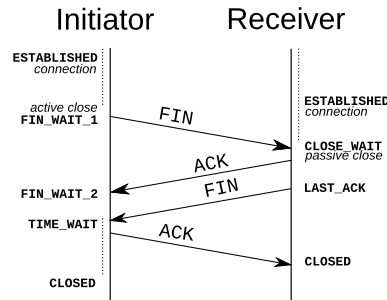 Initiator
Receiver
ESTABLISHED
connection
active close
FIN_WAIT_1
FIN
ESTABLISHED
connection
CLOSE_WAIT
passive close
ACK
FIN_WAIT_2
FIN
LAST_ACK
TIME_WAIT
ACK
CLOSED
CLOSED